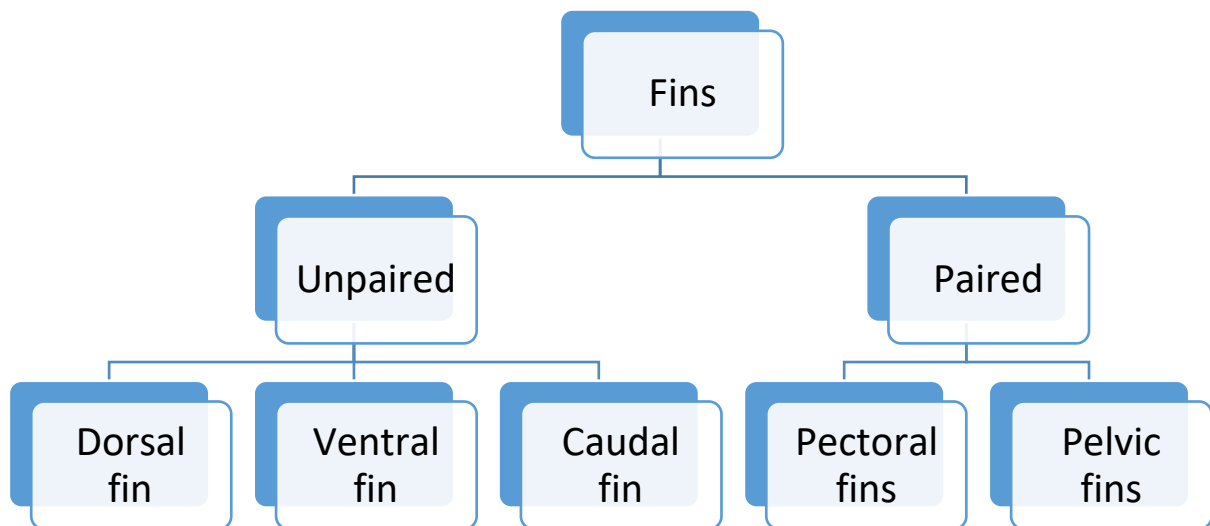 Fins
Unpaired
Paired
Dorsal
fin
Ventral
fin
Caudal
fin
Pectoral
fins
Pelvic
fins